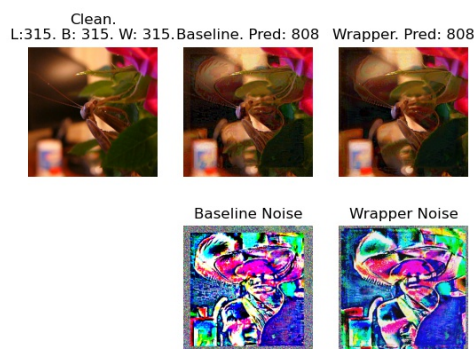 Clean.
L:315. B: 315. W: 315.
Baseline. Pred: 808
Wrapper. Pred: 808
Baseline Noise
Wrapper Noise